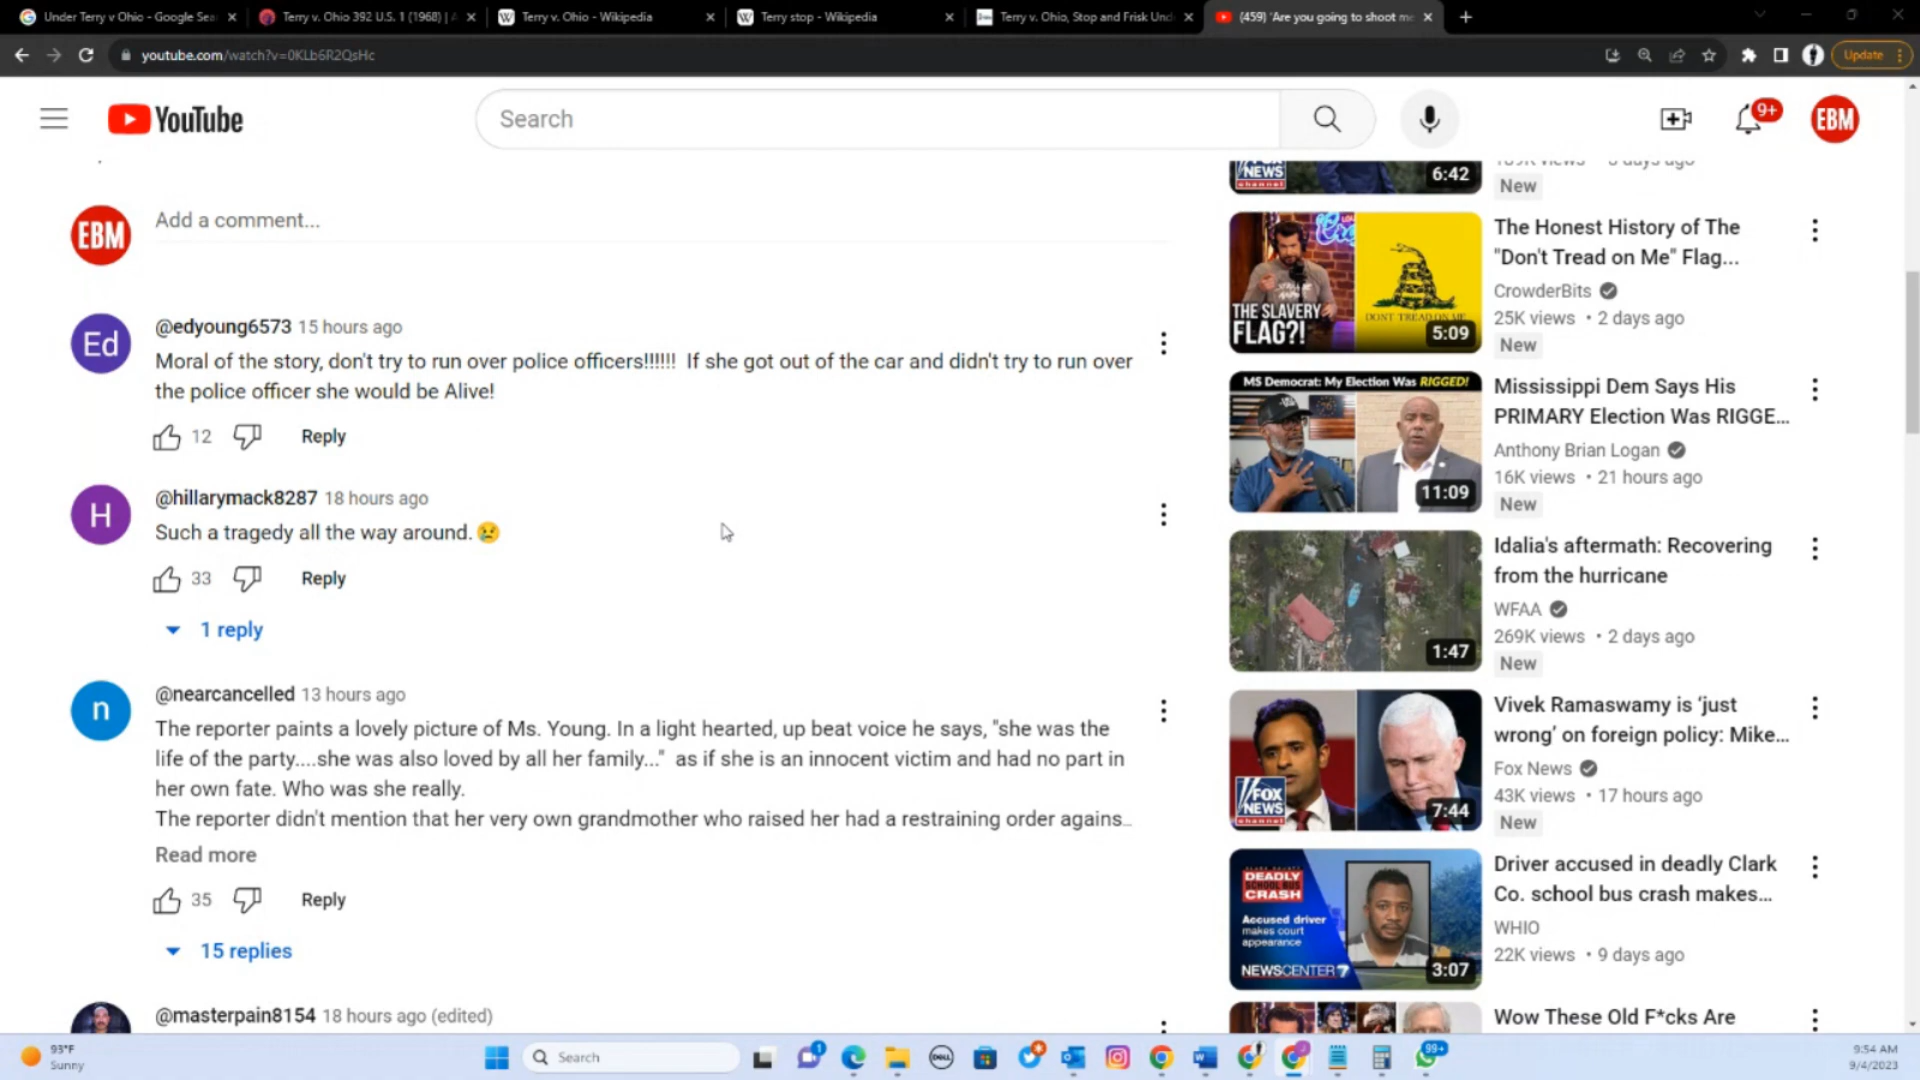 Under Terry v Ohio - Google Sea
Terry v. Ohio 392 U.S. 1 (1968) |
Terry v. Ohio - Wikipedia
Terry stop - Wikipedia
Terry v. Ohio, Stop and Frisk Und
(459) 'Are you going to shoot me
youtube.com/watch?v=0KLb6R2QsHc
Update
YouTube
Search
9+
EBM
EBM
Add a comment...
Ed
@edyoung6573 15 hours ago
Moral of the story, don't try to run over police officers!!!!!! If she got out of the car and didn't try to run over
the police officer she would be Alive!
12
Reply
H
@hillarymack8287 18 hours ago
Such a tragedy all the way around. 😢
33
Reply
1 reply
n
@nearcancelled 13 hours ago
The reporter paints a lovely picture of Ms. Young. In a light hearted, up beat voice he says, "she was the
life of the party....she was also loved by all her family..." as if she is an innocent victim and had no part in
her own fate. Who was she really.
The reporter didn't mention that her very own grandmother who raised her had a restraining order agains...
Read more
35
Reply
15 replies
@masterpain8154 18 hours ago (edited)
NEWS
channel
6:42
New
THE SLAVERY
FLAG?!
DONT TREAD ON ME
5:09
The Honest History of The
"Don't Tread on Me" Flag...
CrowderBits
25K views • 2 days ago
New
MS Democrat: My Election Was RIGGED!
11:09
Mississippi Dem Says His
PRIMARY Election Was RIGGE...
Anthony Brian Logan
16K views • 21 hours ago
New
1:47
Idalia's aftermath: Recovering
from the hurricane
WFAA
269K views • 2 days ago
New
FOX
NEWS
channel
7:44
Vivek Ramaswamy is 'just
wrong' on foreign policy: Mike...
Fox News
43K views • 17 hours ago
New
DEADLY
SCHOOL BUS
CRASH
Accused driver
makes court
appearance
NEWSCENTER 7
3:07
Driver accused in deadly Clark
Co. school bus crash makes...
WHIO
22K views • 9 days ago
Wow These Old F*cks Are
93°F
Sunny
Search
1
DELL
99+
9:54 AM
9/4/2023